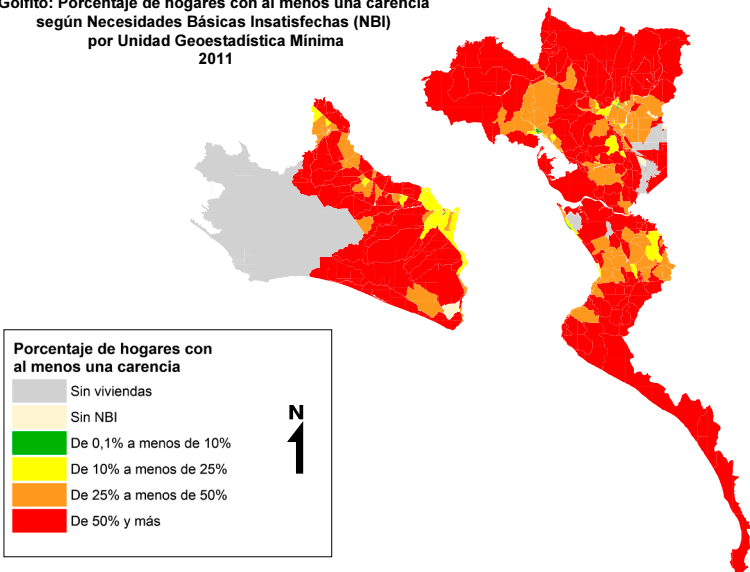 Golfito: Porcentaje de hogares con al menos una carencia
según Necesidades Básicas Insatisfechas (NBI)
por Unidad Geoestadística Mínima
2011
Porcentaje de hogares con
al menos una carencia
Sin viviendas
Sin NBI
De 0,1% a menos de 10%
De 10% a menos de 25%
De 25% a menos de 50%
De 50% y más
N